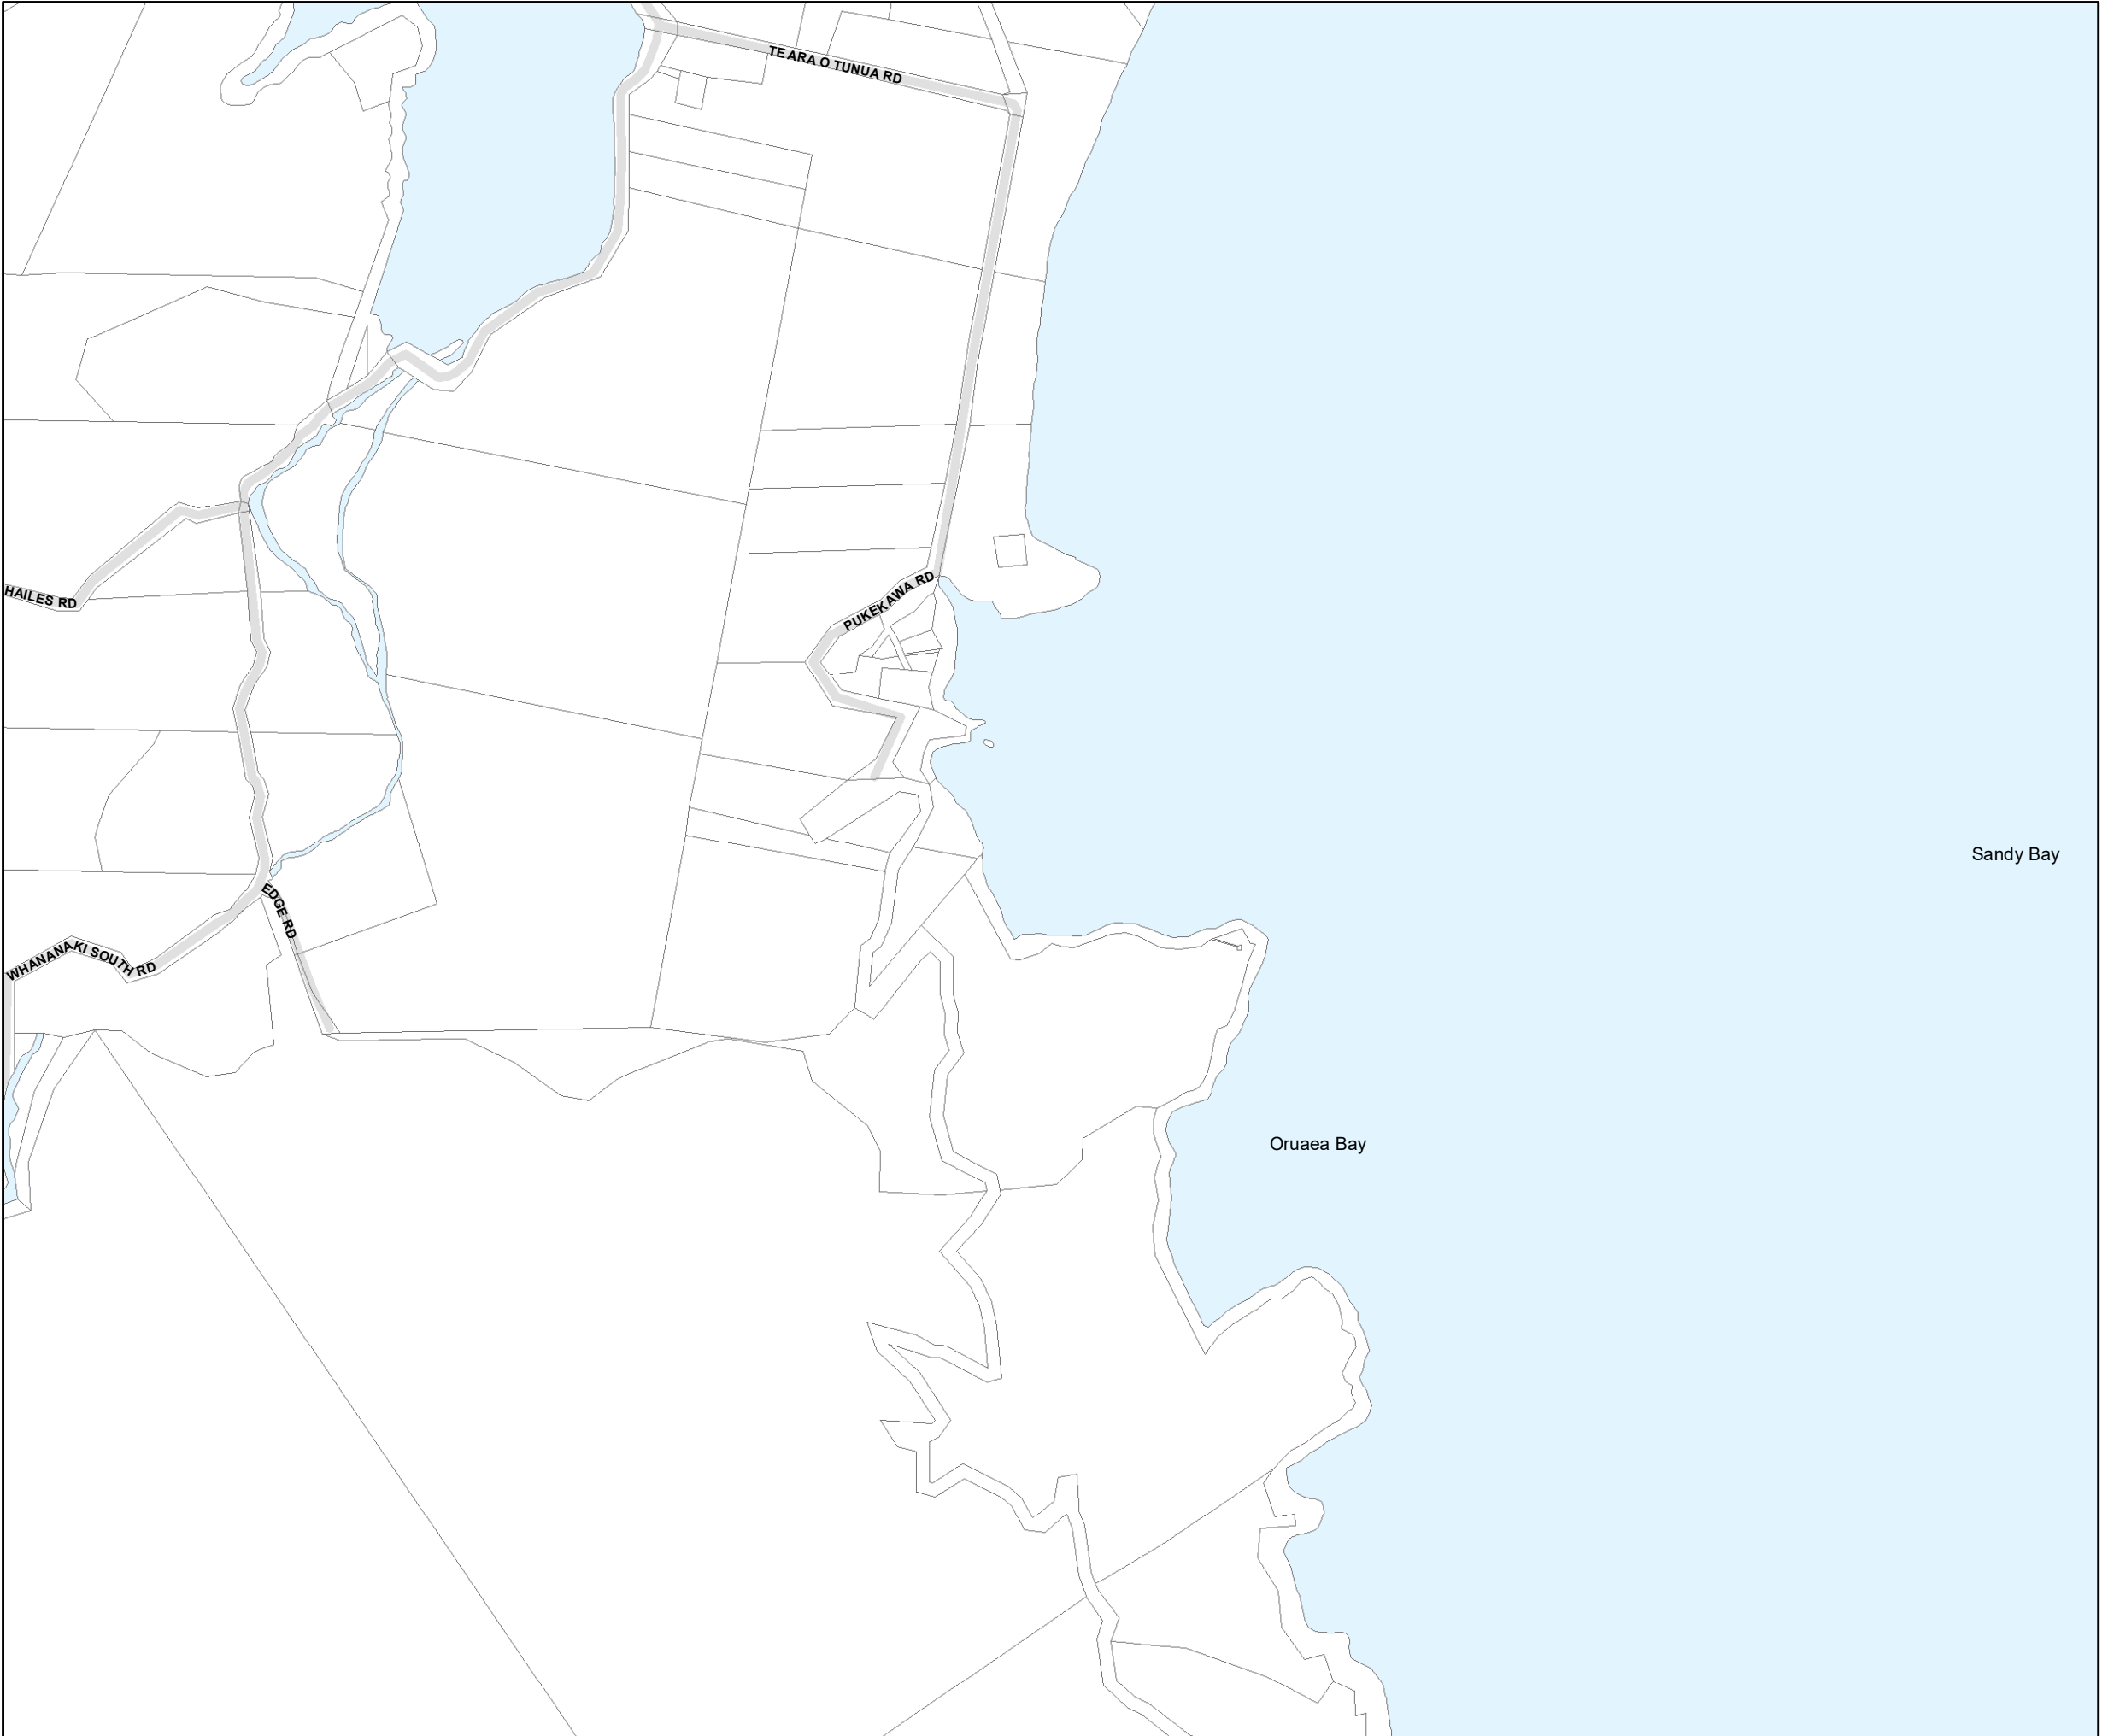 TE ARA O TUNUA RD
HAILES RD
PUKEKAWA RD
Sandy Bay
EDGE RD
WHANANAKI SOUTH RD
Oruaea Bay